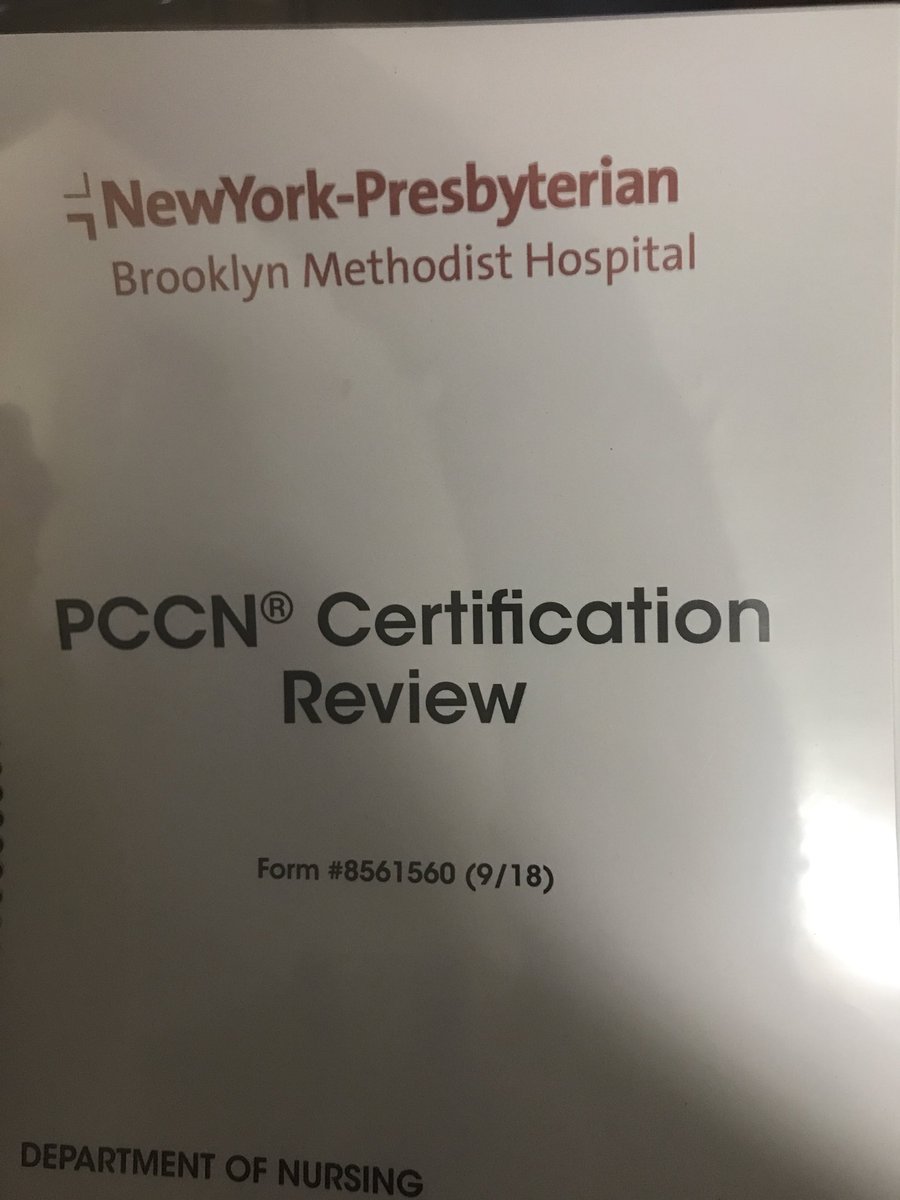 NewYork-Presbyterian
Brooklyn Methodist Hospital
PCCN® Certification
Review
Form #8561560 (9/18)
DEPARTMENT OF NURSING